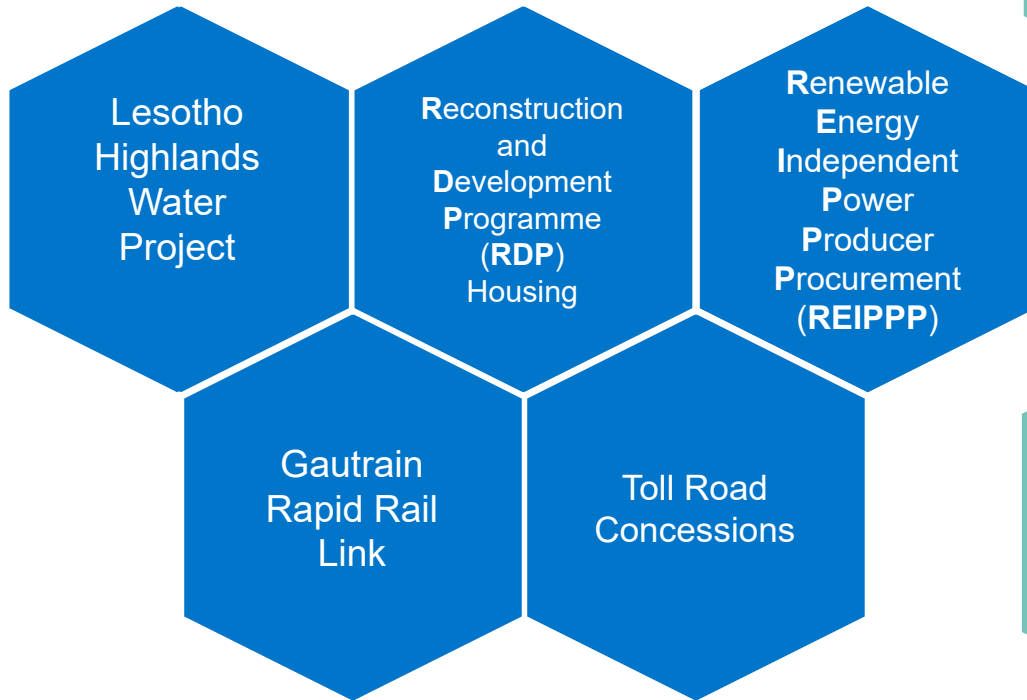 Lesotho
Highlands
Water
Project
Reconstruction
and
Development
Programme
(RDP)
Housing
Renewable
Energy
Independent
Power
Producer
Procurement
(REIPPP)
Gautrain
Rapid Rail
Link
Toll Road
Concessions